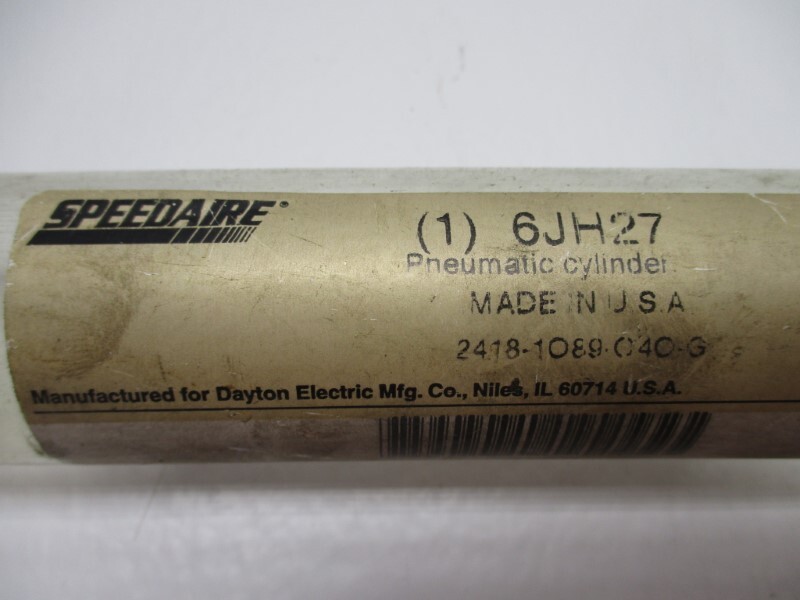 SPEEDAIRE®
(1) 6JH27
Pneumatic cylinder.
MADE IN U.S.A
2418-1089-040-G
Manufactured for Dayton Electric Mfg. Co., Niles, IL 60714 U.S.A.